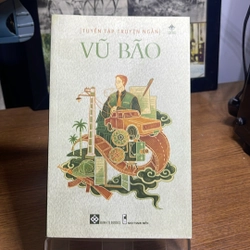 [TUYỂN TẬP TRUYỆN NGẮN]
VŨ BÃO